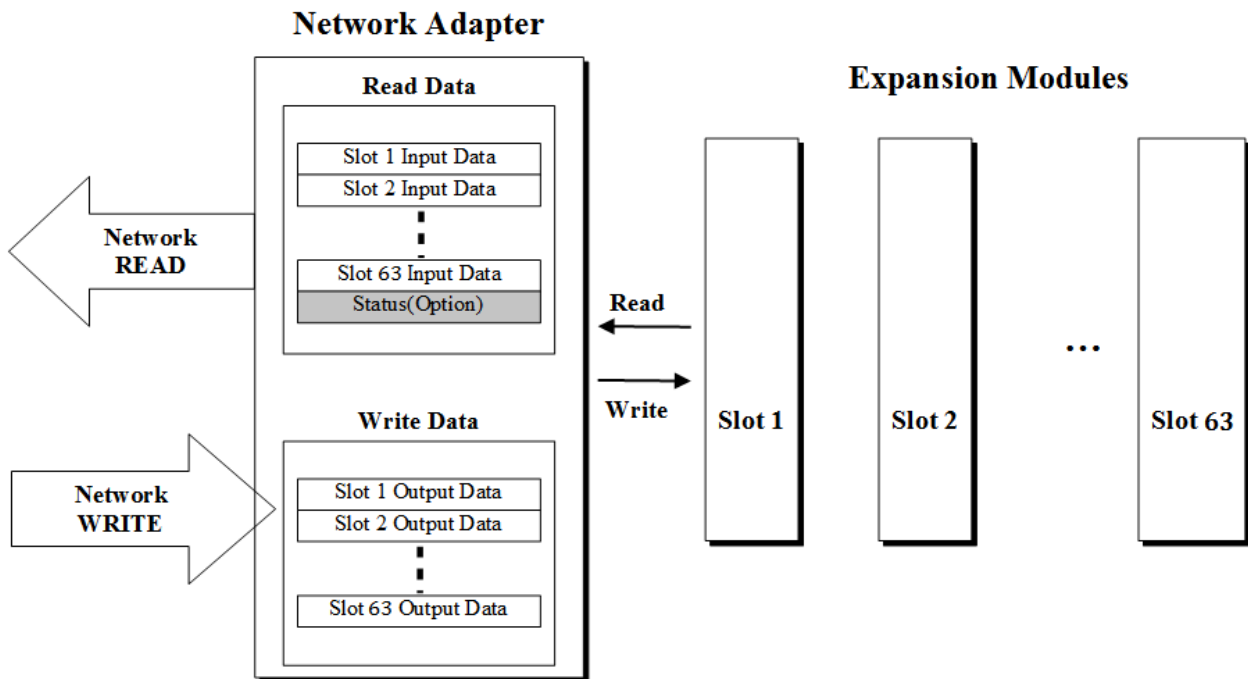 Network Adapter
Read Data
Slot 1 Input Data
Slot 2 Input Data
Slot 63 Input Data
Status(Option)
Network
READ
Write Data
Slot 1 Output Data
Slot 2 Output Data
Slot 63 Output Data
Network
WRITE
Read
Write
Expansion Modules
Slot 1
Slot 2
...
Slot 63